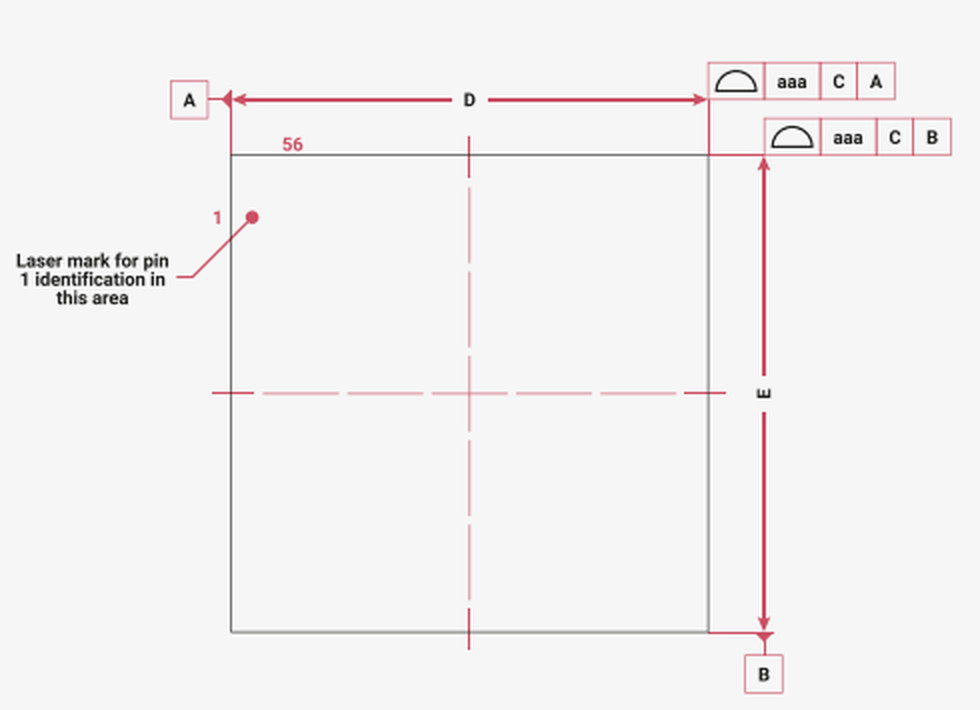 aaa C A
A D
aaa C B
56
1
Laser mark for pin
1 identification in
this area
E
B